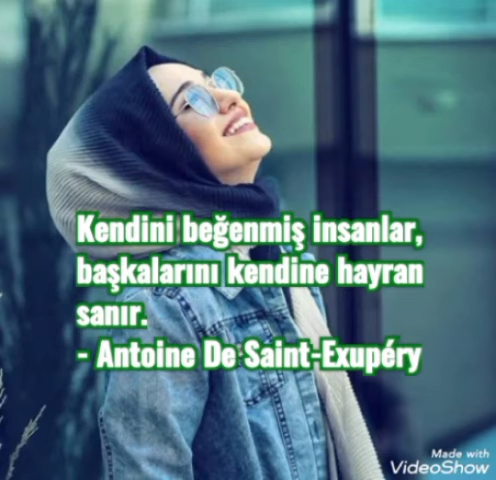 Kendini beğenmiş insanlar,
başkalarını kendine hayran
sanır.
- Antoine De Saint-Exupéry
Made with
VideoShow